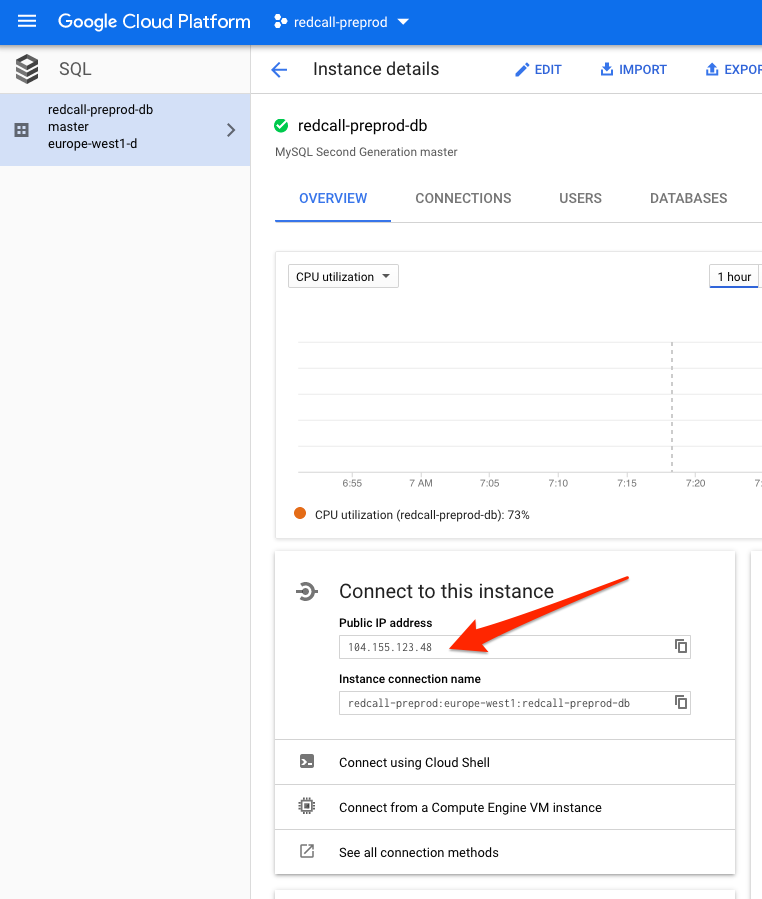 Google Cloud Platform
redcall-preprod
SQL
Instance details
EDIT
IMPORT
EXPOR
redcall-preprod-db
master
europe-west1-d
redcall-preprod-db
MySQL Second Generation master
OVERVIEW
CONNECTIONS
USERS
DATABASES
CPU utilization
1 hour
6:55
7 AM
7:05
7:10
7:15
7:20
7:
CPU utilization (redcall-preprod-db): 73%
Connect to this instance
Public IP address
104.155.123.48
Instance connection name
redcall-preprod:europe-west1:redcall-preprod-db
Connect using Cloud Shell
Connect from a Compute Engine VM instance
See all connection methods